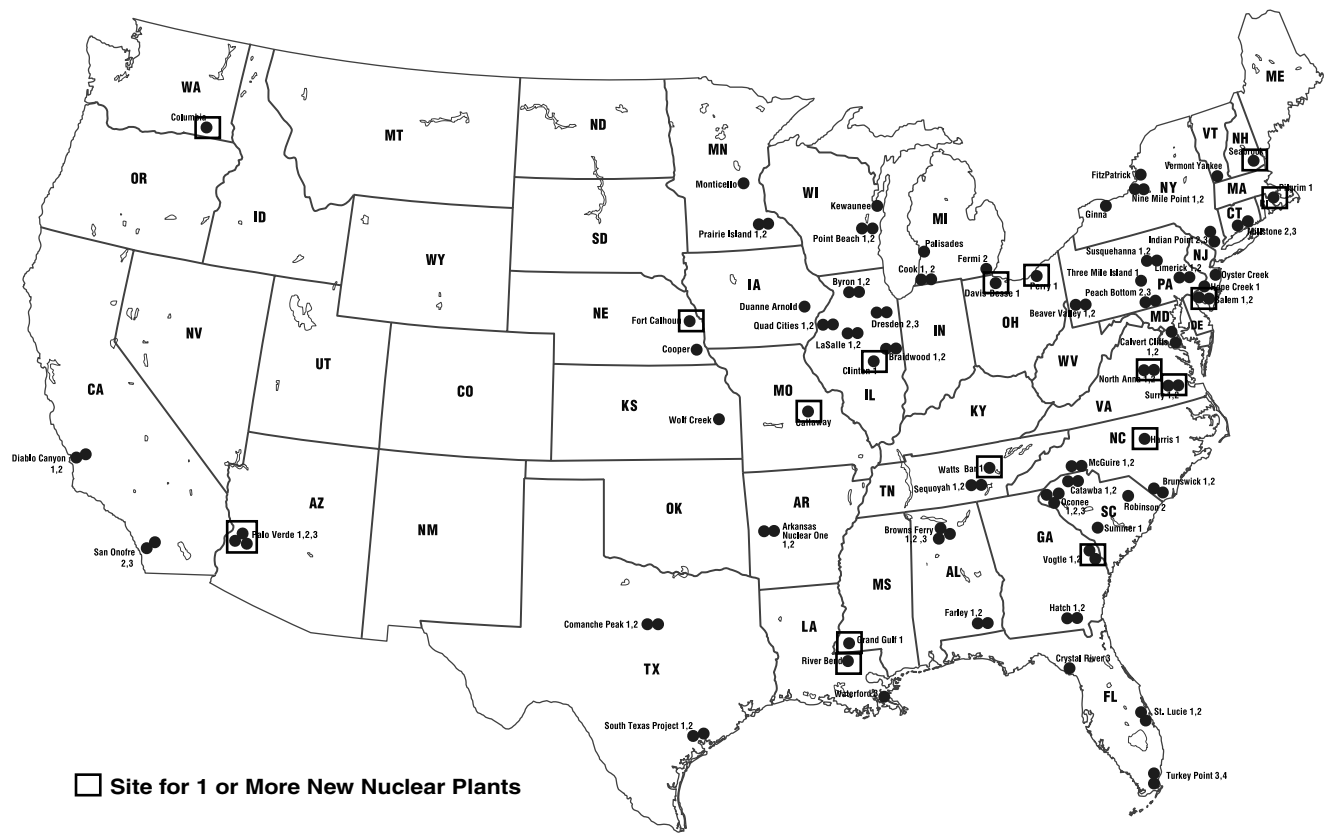 ME
WA
VT
NH
Columbia
MT
ND
MN
Seabrook
FitzPatrick
Vermont Yankee
OR
Monticello
WI
NY
MA
Pilgrim 1
Nine Mile Point 1,2
ID
Kewaunee
MI
Ginna
CT
SD
Prairie Island 1,2
Point Beach 1,2
Palisades
Indian Point 2,3
Millstone 2,3
WY
Fermi 2
Susquehanna 1,2
NJ
Cook 1, 2
Perry 1
Three Mile Island 1
Limerick 1,2
Oyster Creek
IA
Byron 1,2
Davis-Besse 1
PA
Hope Creek 1
NE
Duane Arnold
Peach Bottom 2,3
Salem 1,2
Fort Calhoun
Quad Cities 1,2
Dresden 2,3
IN
OH
Beaver Valley 1,2
MD
DE
NV
LaSalle 1,2
Calvert Cliffs
1,2
Cooper
Braidwood 1,2
UT
Clinton 1
WV
CA
CO
MO
IL
North Anna 1,2
Surry 1,2
KS
KY
VA
Wolf Creek
Callaway
NC
Harris 1
Diablo Canyon
1,2
Watts Bar 1
McGuire 1,2
TN
Sequoyah 1,2
Catawba 1,2
Brunswick 1,2
AZ
OK
AR
Oconee
1,2,3
SC
Robinson 2
NM
Arkansas
Nuclear One
1,2
Browns Ferry
1,2 ,3
GA
Summer 1
Palo Verde 1,2,3
San Onofre
2,3
MS
AL
Vogtle 1,2
Comanche Peak 1,2
LA
Farley 1,2
Hatch 1,2
Grand Gulf 1
River Bend
Crystal River 3
TX
Waterford 3
FL
St. Lucie 1,2
South Texas Project 1,2
Turkey Point 3,4
Site for 1 or More New Nuclear Plants